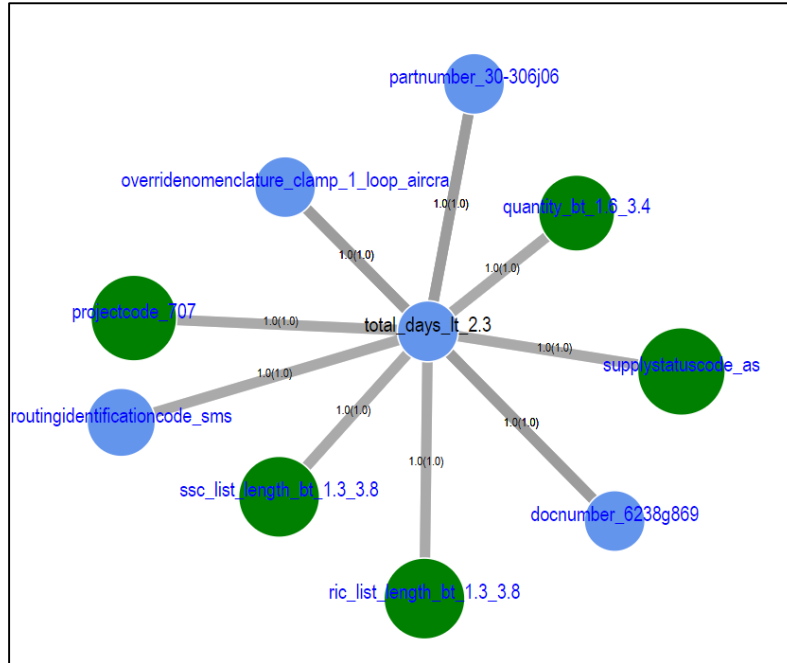 partnumber_30-306j06
overridenomenclature_clamp_1_loop_aircra
1.0(1.0)
quantity_bt_1.6_3.4
1.0(1.0)
1.0(1.0)
projectcode_707
1.0(1.0)
total_days_lt_2.3
1.0(1.0)
supplystatuscode_as
routingidentificationcode_sms
1.0(1.0)
1.0(1.0)
1.0(1.0)
1.0(1.0)
ssc_list_length_bt_1.3_3.8
docnumber_6238g869
ric_list_length_bt_1.3_3.8